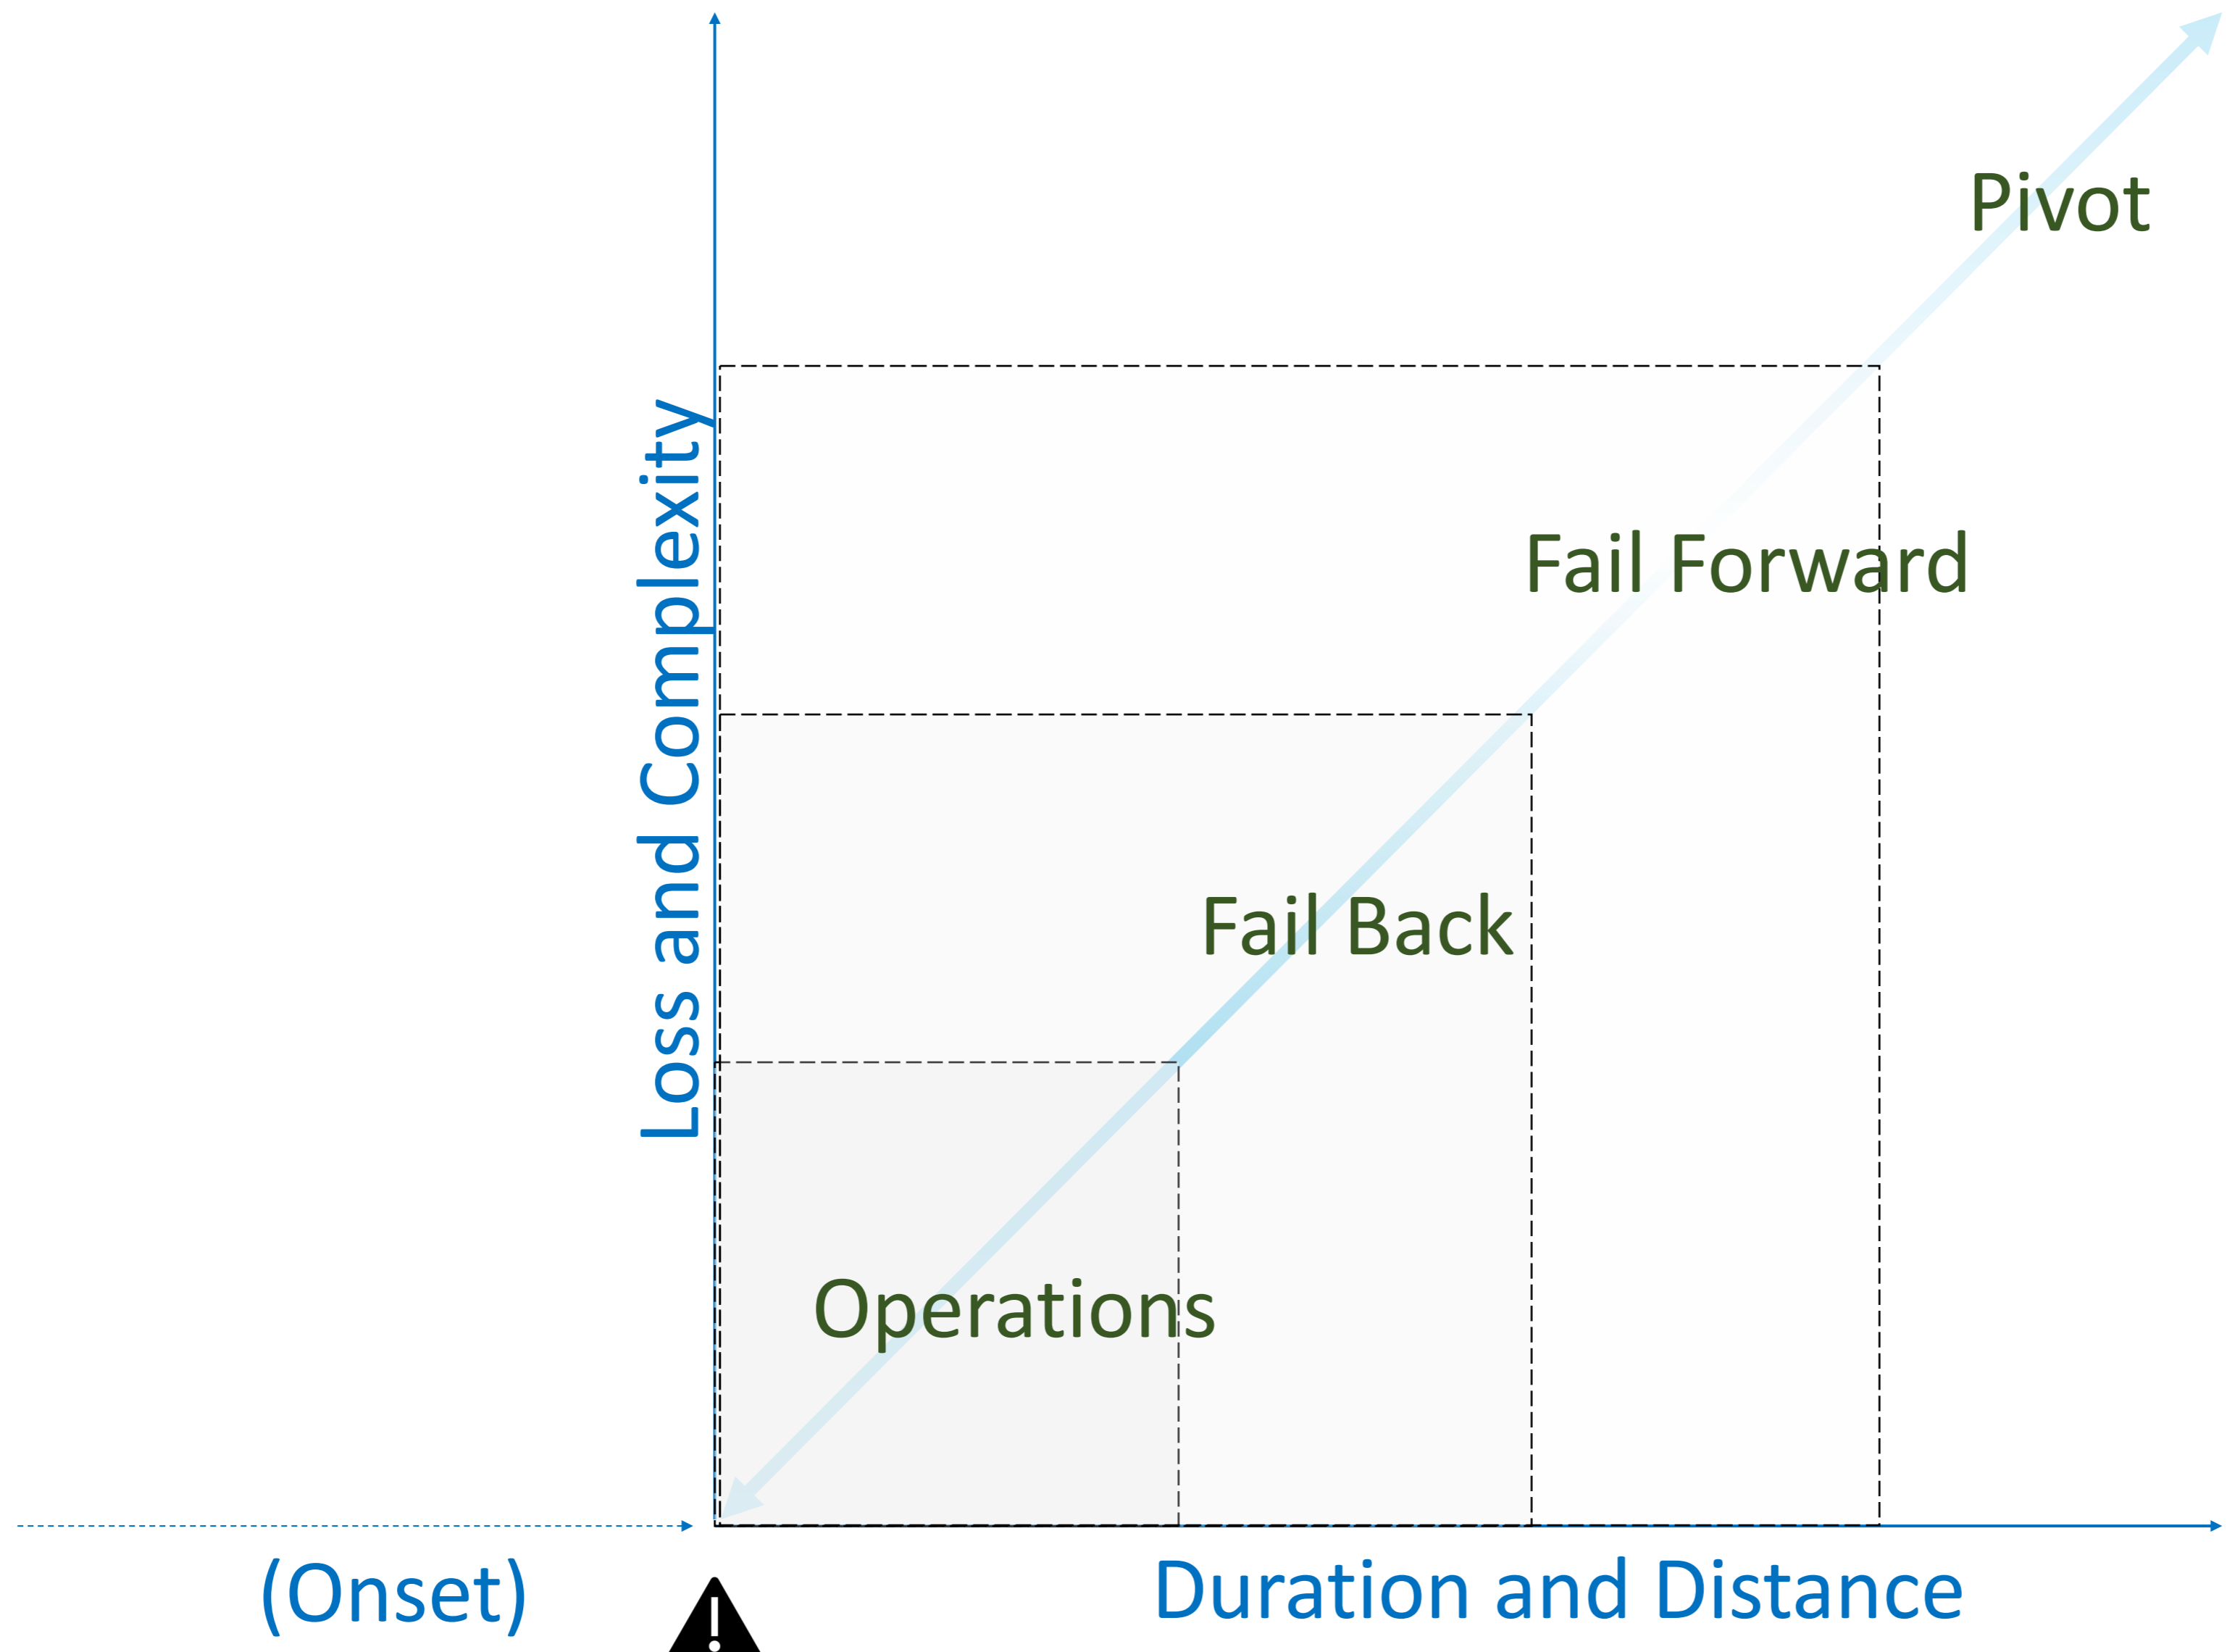 Pivot
Fail Forward
Loss and Complexity
Fail Back
Operations
(Onset)
Duration and Distance